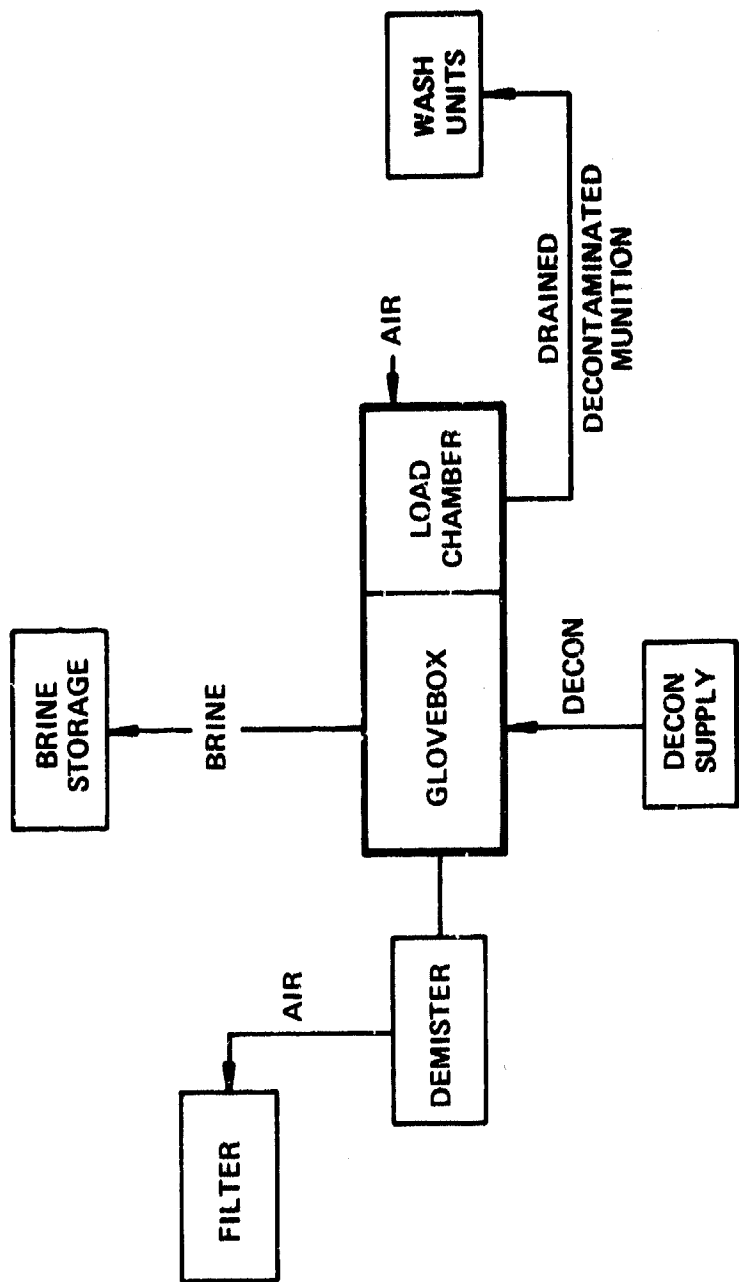 BRINE
STORAGE
WASH
UNITS
FILTER
AIR
BRINE
AIR
DEMISTER
GLOVEBOX
LOAD
CHAMBER
DECON
DRAINED
DECONTAMINATED
MUNITION
DECON
SUPPLY